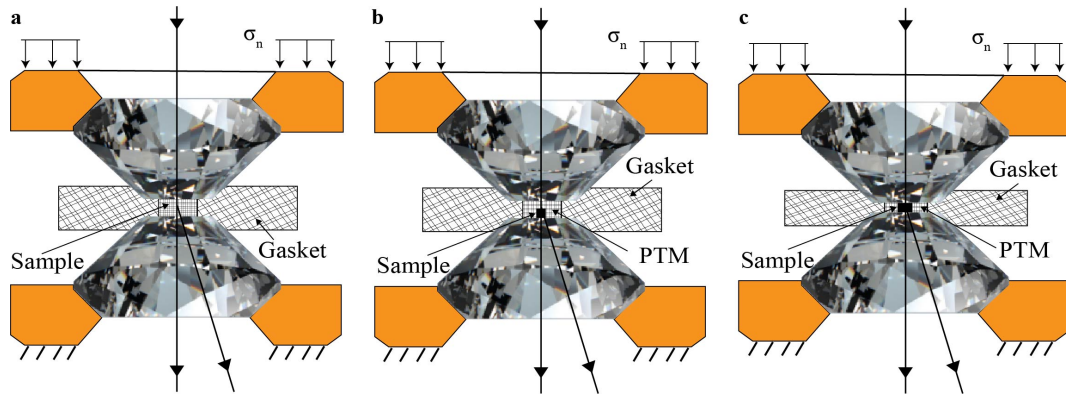 a
σn
Sample
Gasket
b
σn
Gasket
Sample
PTM
c
σn
Gasket
Sample
PTM